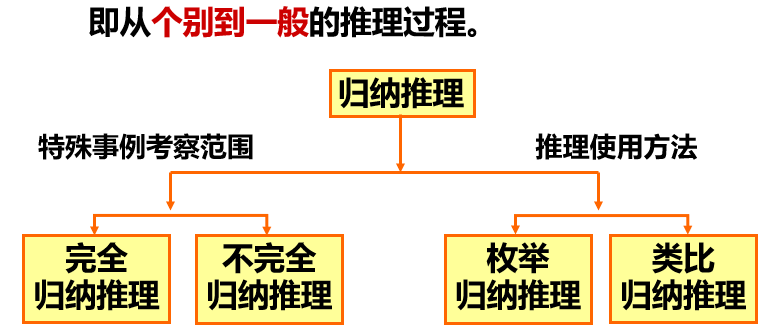 即从个别到一般的推理过程。
归纳推理
特殊事例考察范围
推理使用方法
完全
归纳推理
不完全
归纳推理
枚举
归纳推理
类比
归纳推理